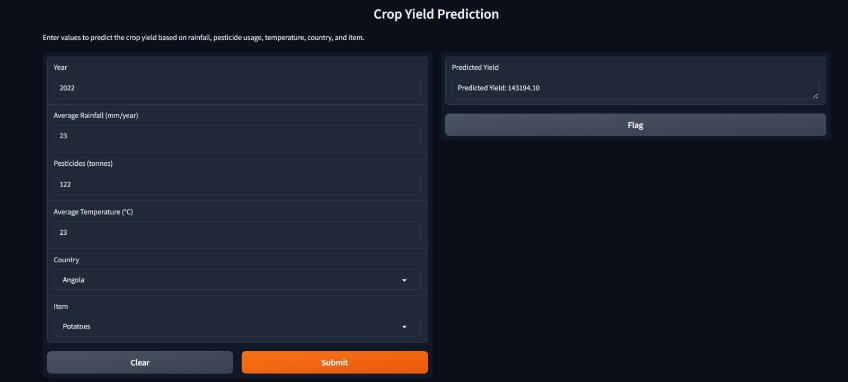 Crop Yield Prediction
Enter values to predict the crop yield based on rainfall, pesticide usage, temperature, country, and item.
Year
2022
Average Rainfall (mm/year)
23
Pesticides (tonnes)
122
Average Temperature (°C)
23
Country
Angola
Item
Potatoes
Clear
Submit
Predicted Yield
Predicted Yield: 143194.10
Flag